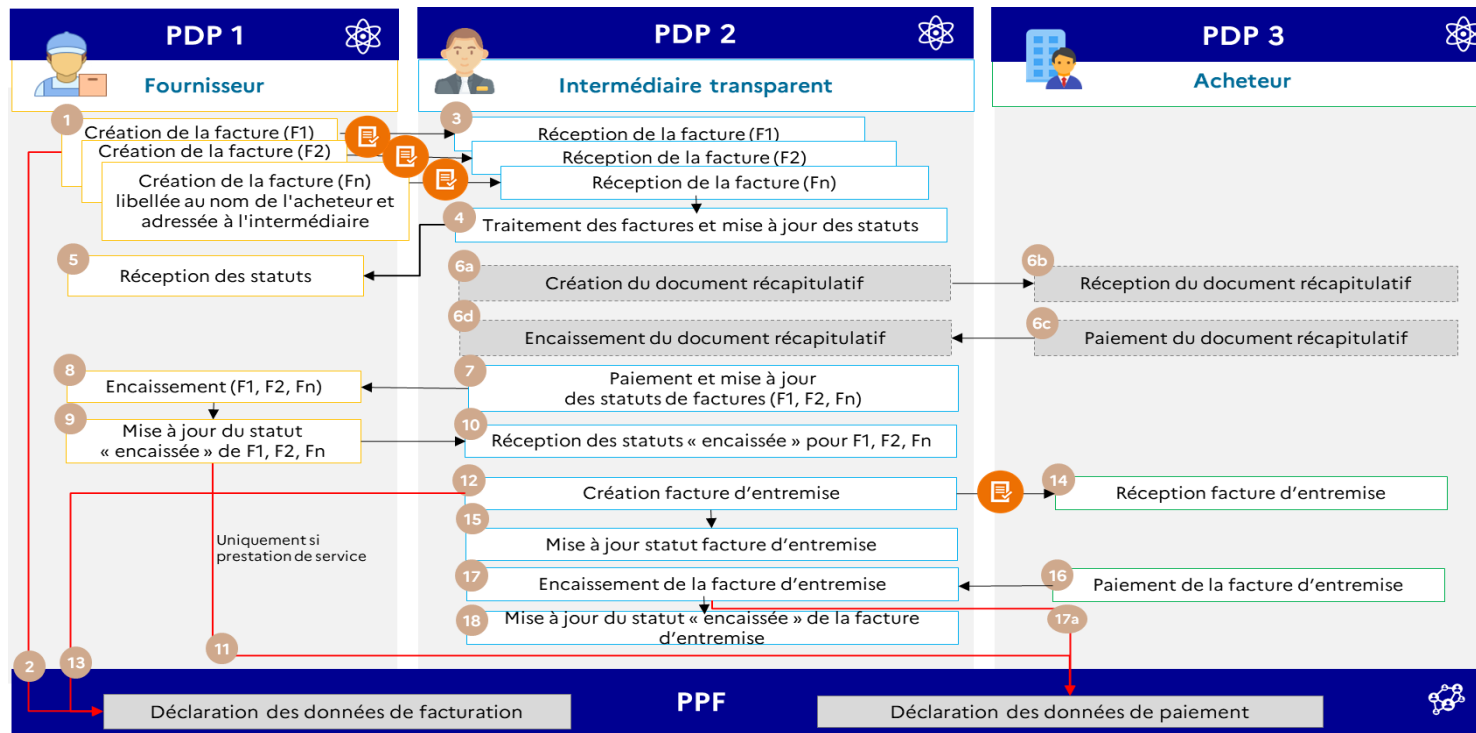 PDP 1
PDP 2
PDP 3
Fournisseur
Intermédiaire transparent
Acheteur
1
Création de la facture (F1)
Création de la facture (F2)
Création de la facture (Fn)
libellée au nom de l'acheteur et
adressée à l'intermédiaire
3
Réception de la facture (F1)
Réception de la facture (F2)
Réception de la facture (Fn)
4
Traitement des factures et mise à jour des statuts
5
Réception des statuts
6a
Création du document récapitulatif
6b
Réception du document récapitulatif
6d
Encaissement du document récapitulatif
6c
Paiement du document récapitulatif
8
Encaissement (F1, F2, Fn)
7
Paiement et mise à jour
des statuts de factures (F1, F2, Fn)
9
Mise à jour du statut
« encaissée » de F1, F2, Fn
10
Réception des statuts « encaissée » pour F1, F2, Fn
12
Création facture d'entremise
14
Réception facture d'entremise
Uniquement si
prestation de service
15
Mise à jour statut facture d'entremise
17
Encaissement de la facture d'entremise
16
Paiement de la facture d'entremise
18
Mise à jour du statut « encaissée » de la facture
d'entremise
17a
2
13
11
Déclaration des données de facturation
PPF
Déclaration des données de paiement